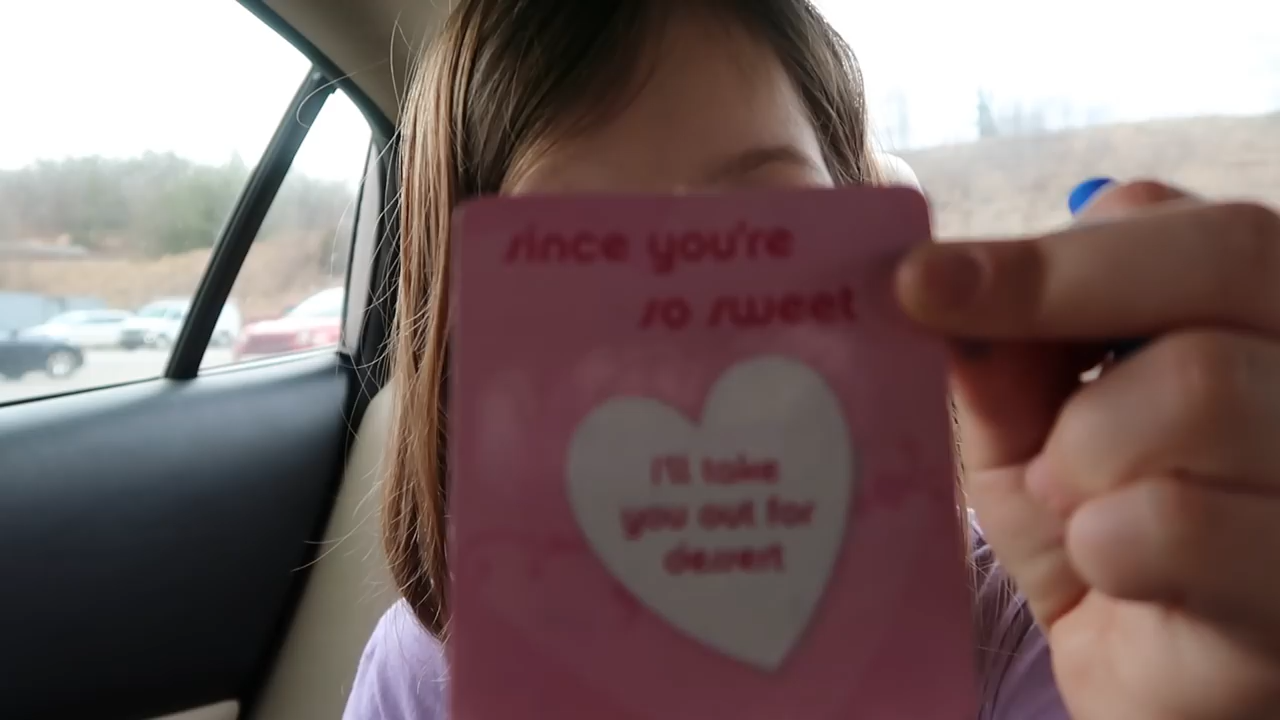 since you're
so sweet
I'll take
you out for
dessert